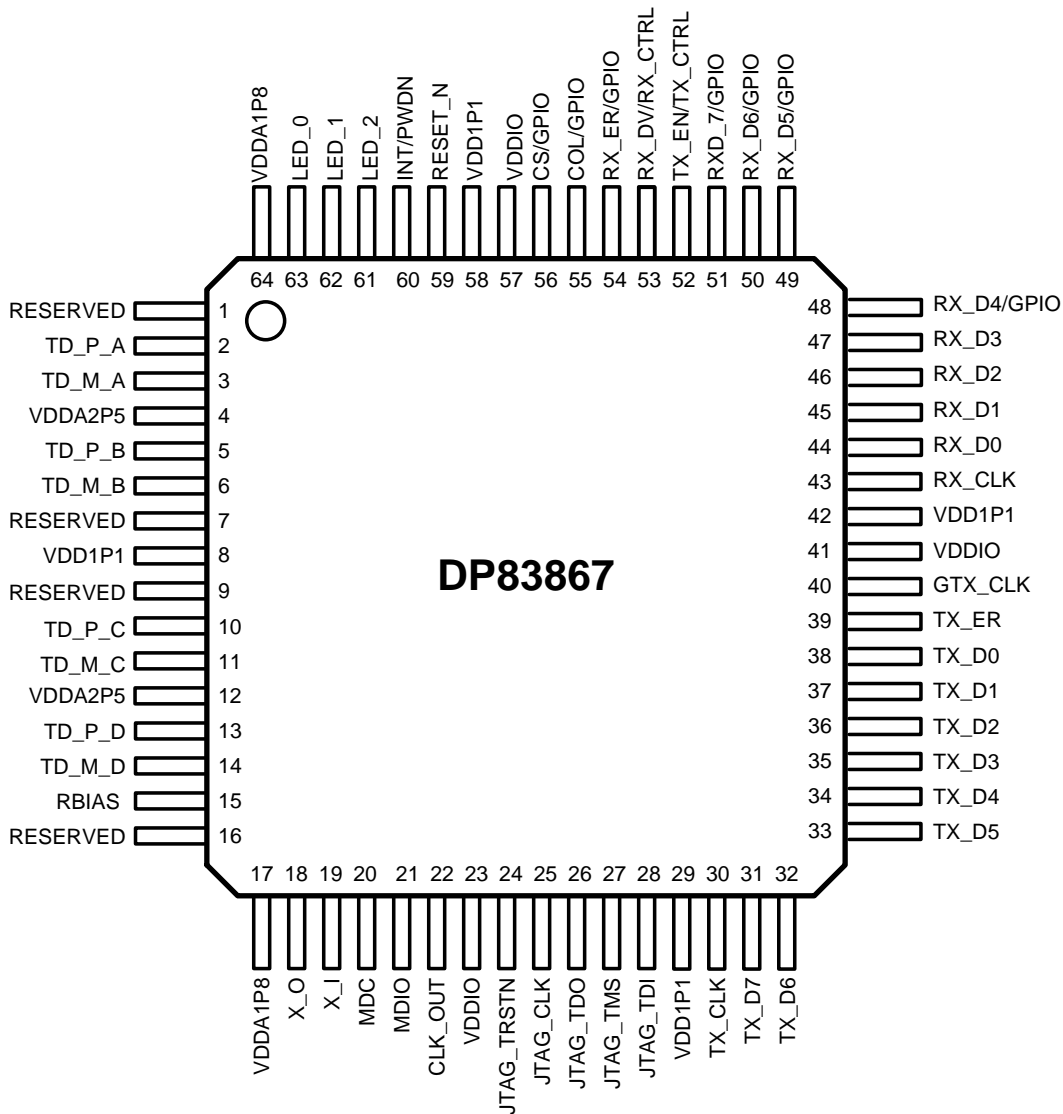 VDDA1P8
LED_0
LED_1
LED_2
INT/PWDN
RESET_N
VDD1P1
VDDIO
CS/GPIO
COL/GPIO
RX_ER/GPIO
RX_DV/RX_CTRL
TX_EN/TX_CTRL
RXD_7/GPIO
RX_D6/GPIO
RX_D5/GPIO
64 63 62 61 60 59 58 57 56 55 54 53 52 51 50 49
RESERVED 1
TD_P_A 2
TD_M_A 3
VDDA2P5 4
TD_P_B 5
TD_M_B 6
RESERVED 7
VDD1P1 8
RESERVED 9
TD_P_C 10
TD_M_C 11
VDDA2P5 12
TD_P_D 13
TD_M_D 14
RBIAS 15
RESERVED 16
DP83867
48 RX_D4/GPIO
47 RX_D3
46 RX_D2
45 RX_D1
44 RX_D0
43 RX_CLK
42 VDD1P1
41 VDDIO
40 GTX_CLK
39 TX_ER
38 TX_D0
37 TX_D1
36 TX_D2
35 TX_D3
34 TX_D4
33 TX_D5
17 18 19 20 21 22 23 24 25 26 27 28 29 30 31 32
VDDA1P8
X_O
X_I
MDC
MDIO
CLK_OUT
VDDIO
JTAG_TRSTN
JTAG_CLK
JTAG_TDO
JTAG_TMS
JTAG_TDI
VDD1P1
TX_CLK
TX_D7
TX_D6